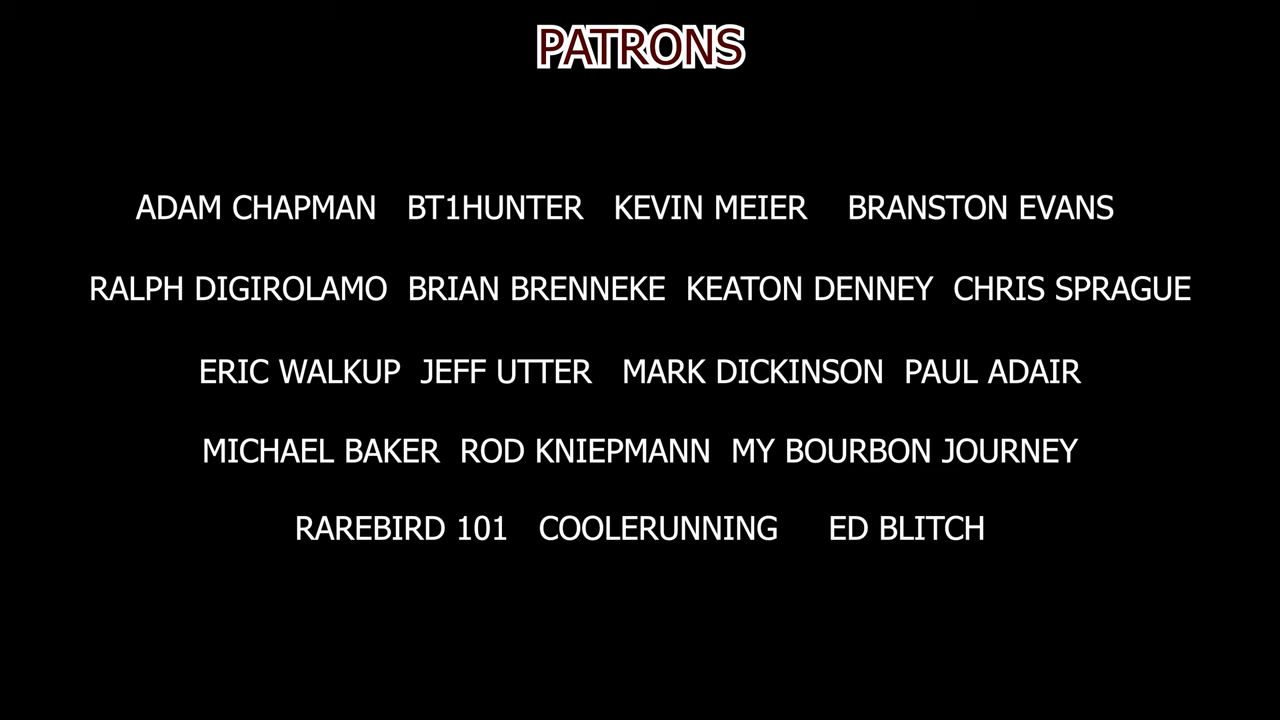 PATRONS
ADAM CHAPMAN BT1HUNTER KEVIN MEIER BRANSTON EVANS
RALPH DIGIROLAMO BRIAN BRENNEKE KEATON DENNEY CHRIS SPRAGUE
ERIC WALKUP JEFF UTTER MARK DICKINSON PAUL ADAIR
MICHAEL BAKER ROD KNIEPMANN MY BOURBON JOURNEY
RAREBIRD 101 COOLERUNNING ED BLITCH